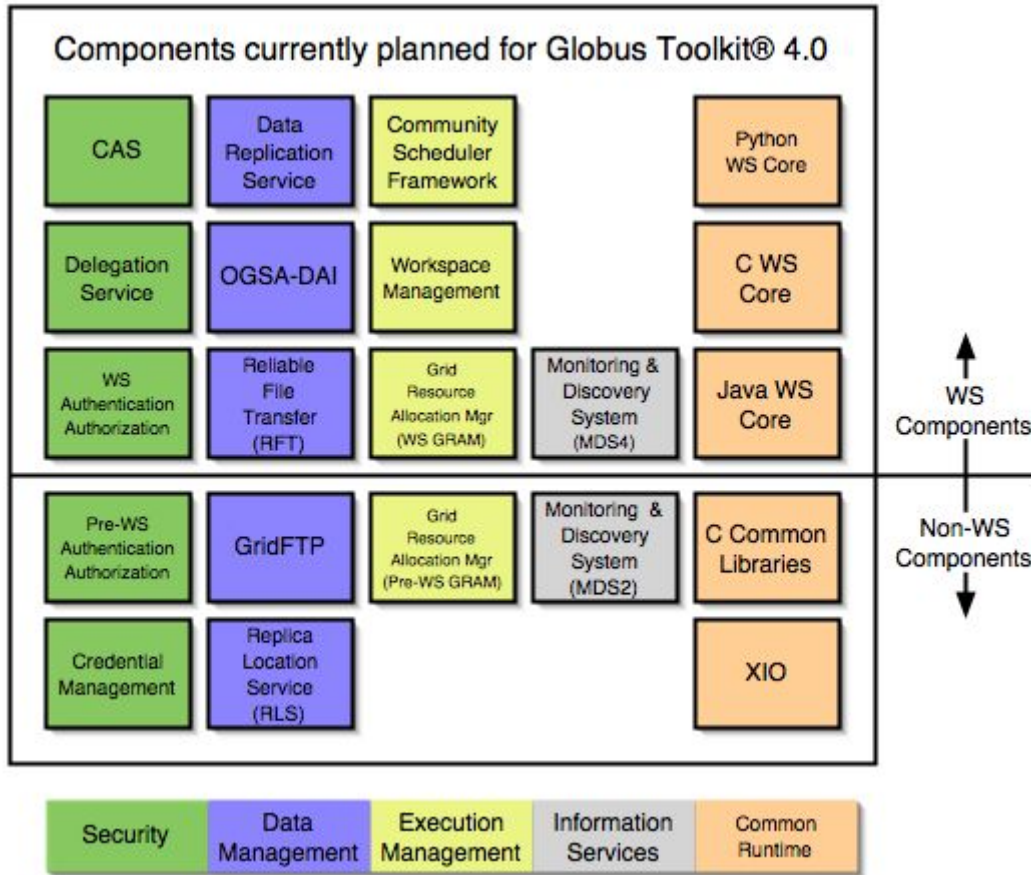 Components currently planned for Globus Toolkit® 4.0
CAS
Data
Replication
Service
Community
Scheduler
Framework
Python
WS Core
Delegation
Service
OGSA-DAI
Workspace
Management
C WS
Core
WS
Authentication
Authorization
Reliable
File
Transfer
(RFT)
Grid
Resource
Allocation Mgr
(WS GRAM)
Monitoring &
Discovery
System
(MDS4)
Java WS
Core
WS
Components
Pre-WS
Authentication
Authorization
GridFTP
Grid
Resource
Allocation Mgr
(Pre-WS GRAM)
Monitoring &
Discovery
System
(MDS2)
C Common
Libraries
Non-WS
Components
Credential
Management
Replica
Location
Service
(RLS)
XIO
Security
Data
Management
Execution
Management
Information
Services
Common
Runtime